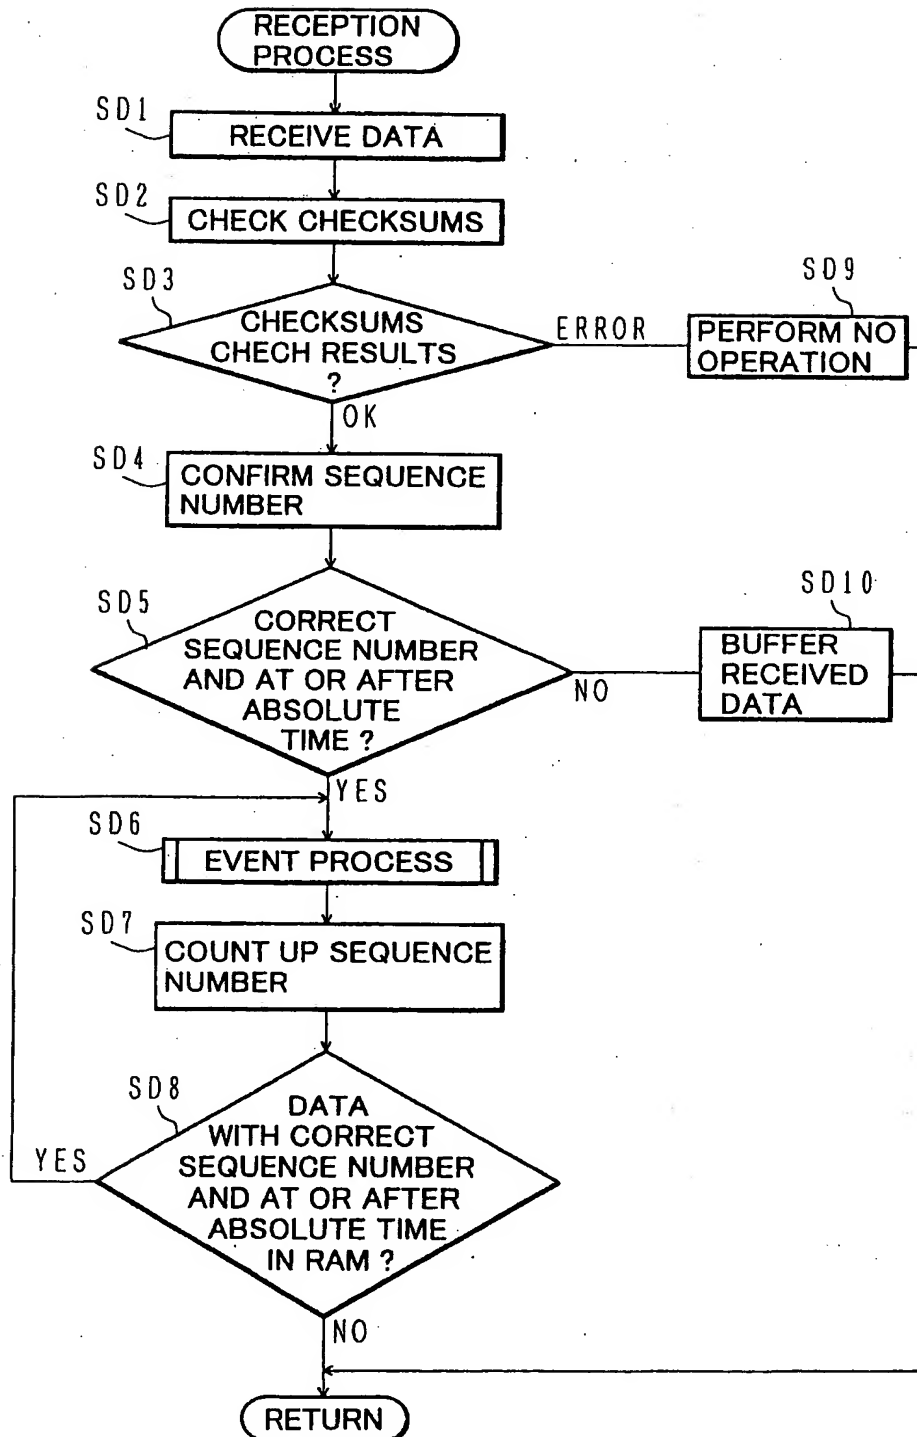 RECEPTION
PROCESS
SD1
RECEIVE DATA
SD2
CHECK CHECKSUMS
SD3
CHECKSUMS
CHECH RESULTS
?
ERROR
SD9
PERFORM NO
OPERATION
OK
SD4
CONFIRM SEQUENCE
NUMBER
SD5
CORRECT
SEQUENCE NUMBER
AND AT OR AFTER
ABSOLUTE
TIME ?
NO
SD10
BUFFER
RECEIVED
DATA
YES
SD6
EVENT PROCESS
SD7
COUNT UP SEQUENCE
NUMBER
SD8
DATA
WITH CORRECT
SEQUENCE NUMBER
AND AT OR AFTER
ABSOLUTE TIME
IN RAM ?
YES
NO
RETURN